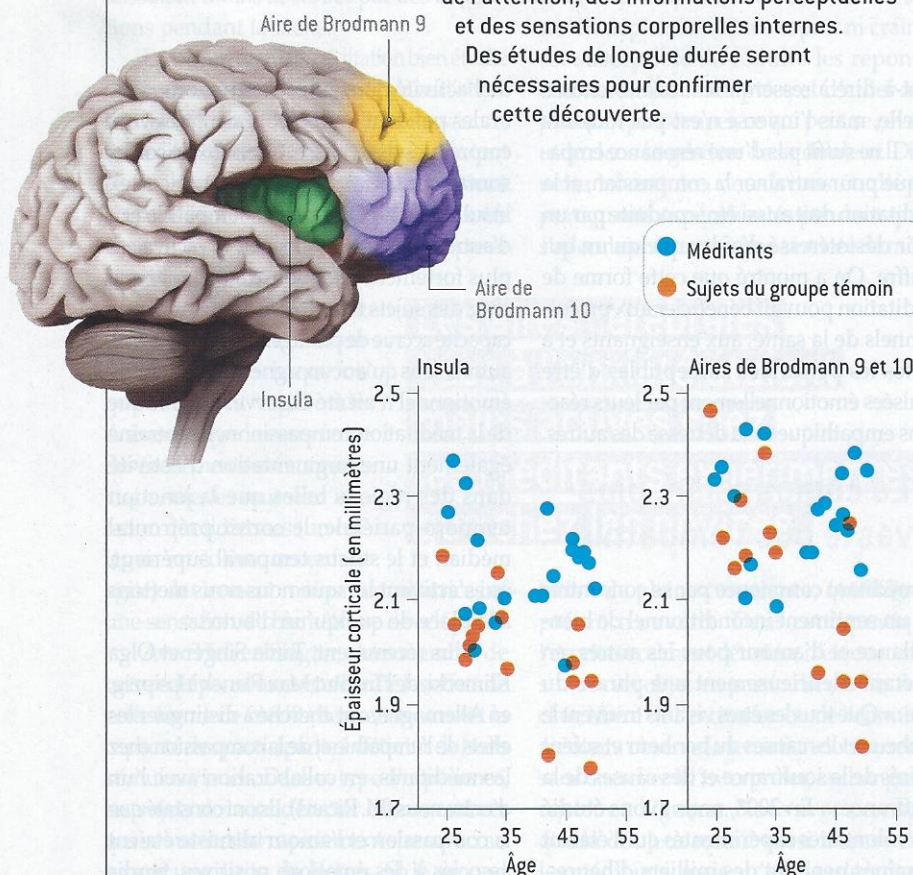 de l'attention, des informations perceptuelles
et des sensations corporelles internes.
Des études de longue durée seront
nécessaires pour confirmer
cette découverte.
Aire de Brodmann 9
Méditants
Sujets du groupe témoin
Aire de
Brodmann 10
Insula
Insula
Aires de Brodmann 9 et 10
Épaisseur corticale (en millimètres)
2.5
2.3
2.1
1.9
1.7
25 35 45 55
Âge
2.5
2.3
2.1
1.9
1.7
25 35 45 55
Âge